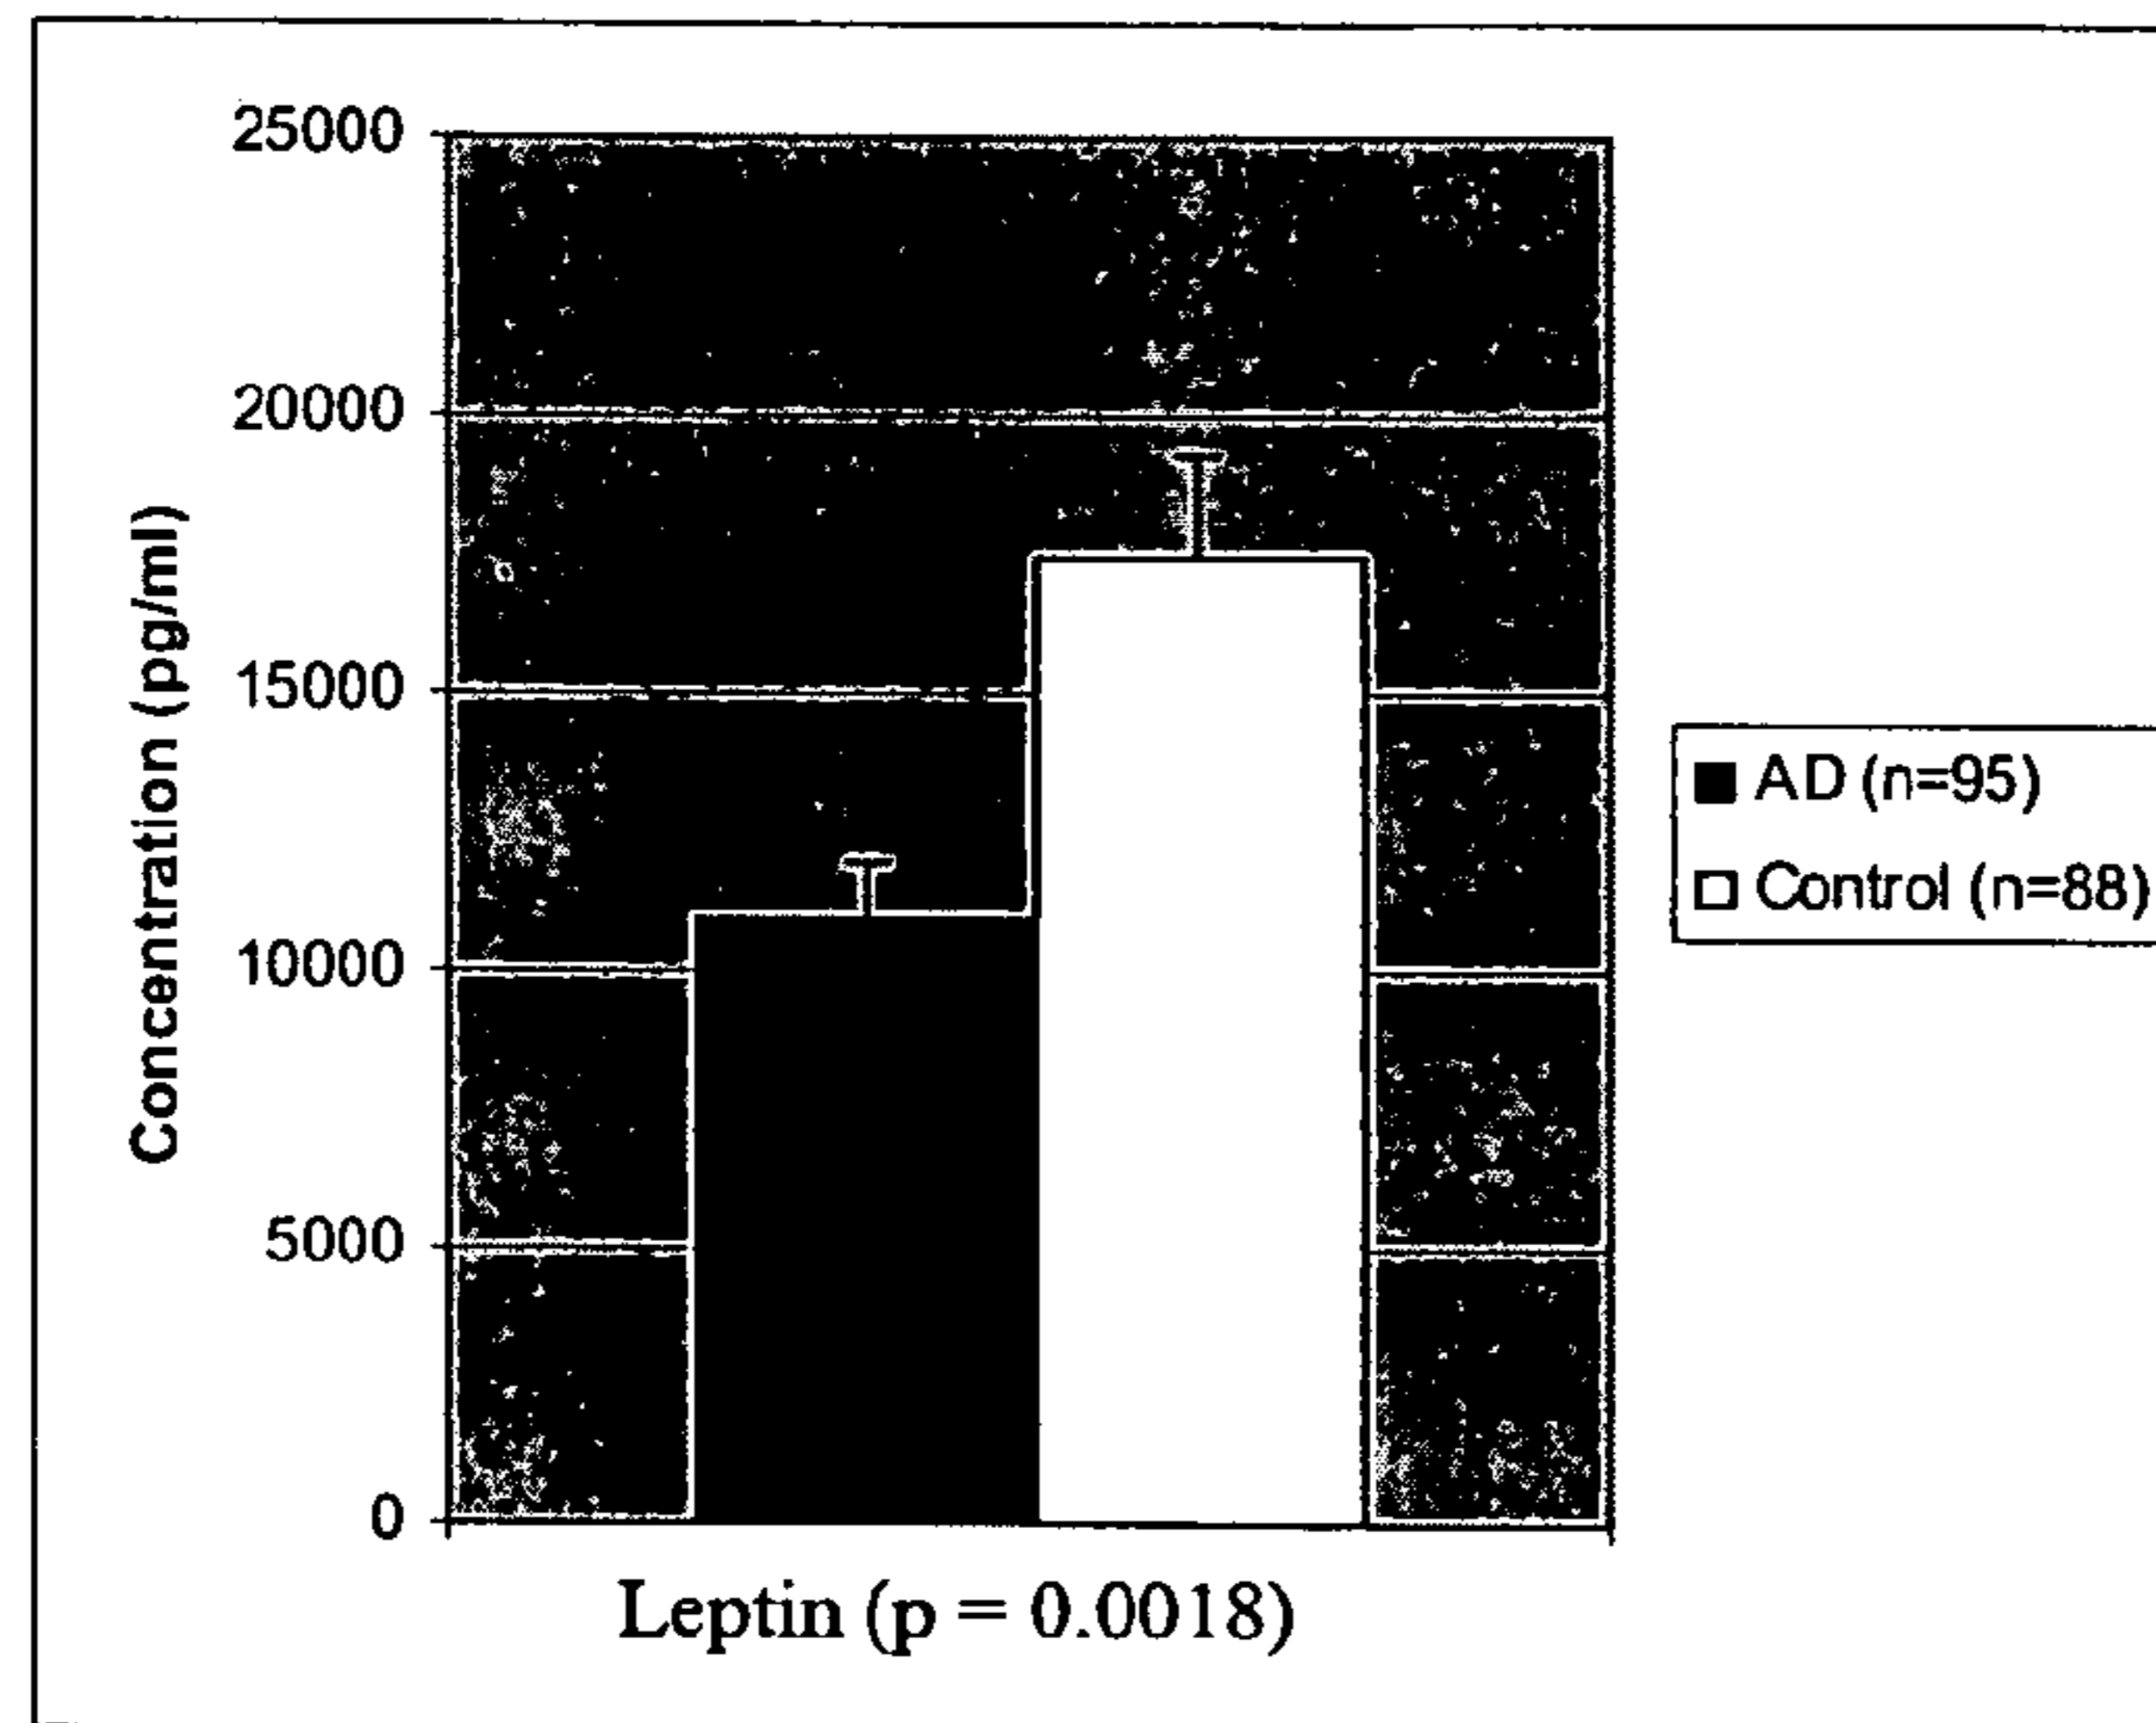 25000
20000
15000
10000
5000
0
Concentration (pg/ml)
AD (n=95)
Control (n=88)
Leptin (p = 0.0018)